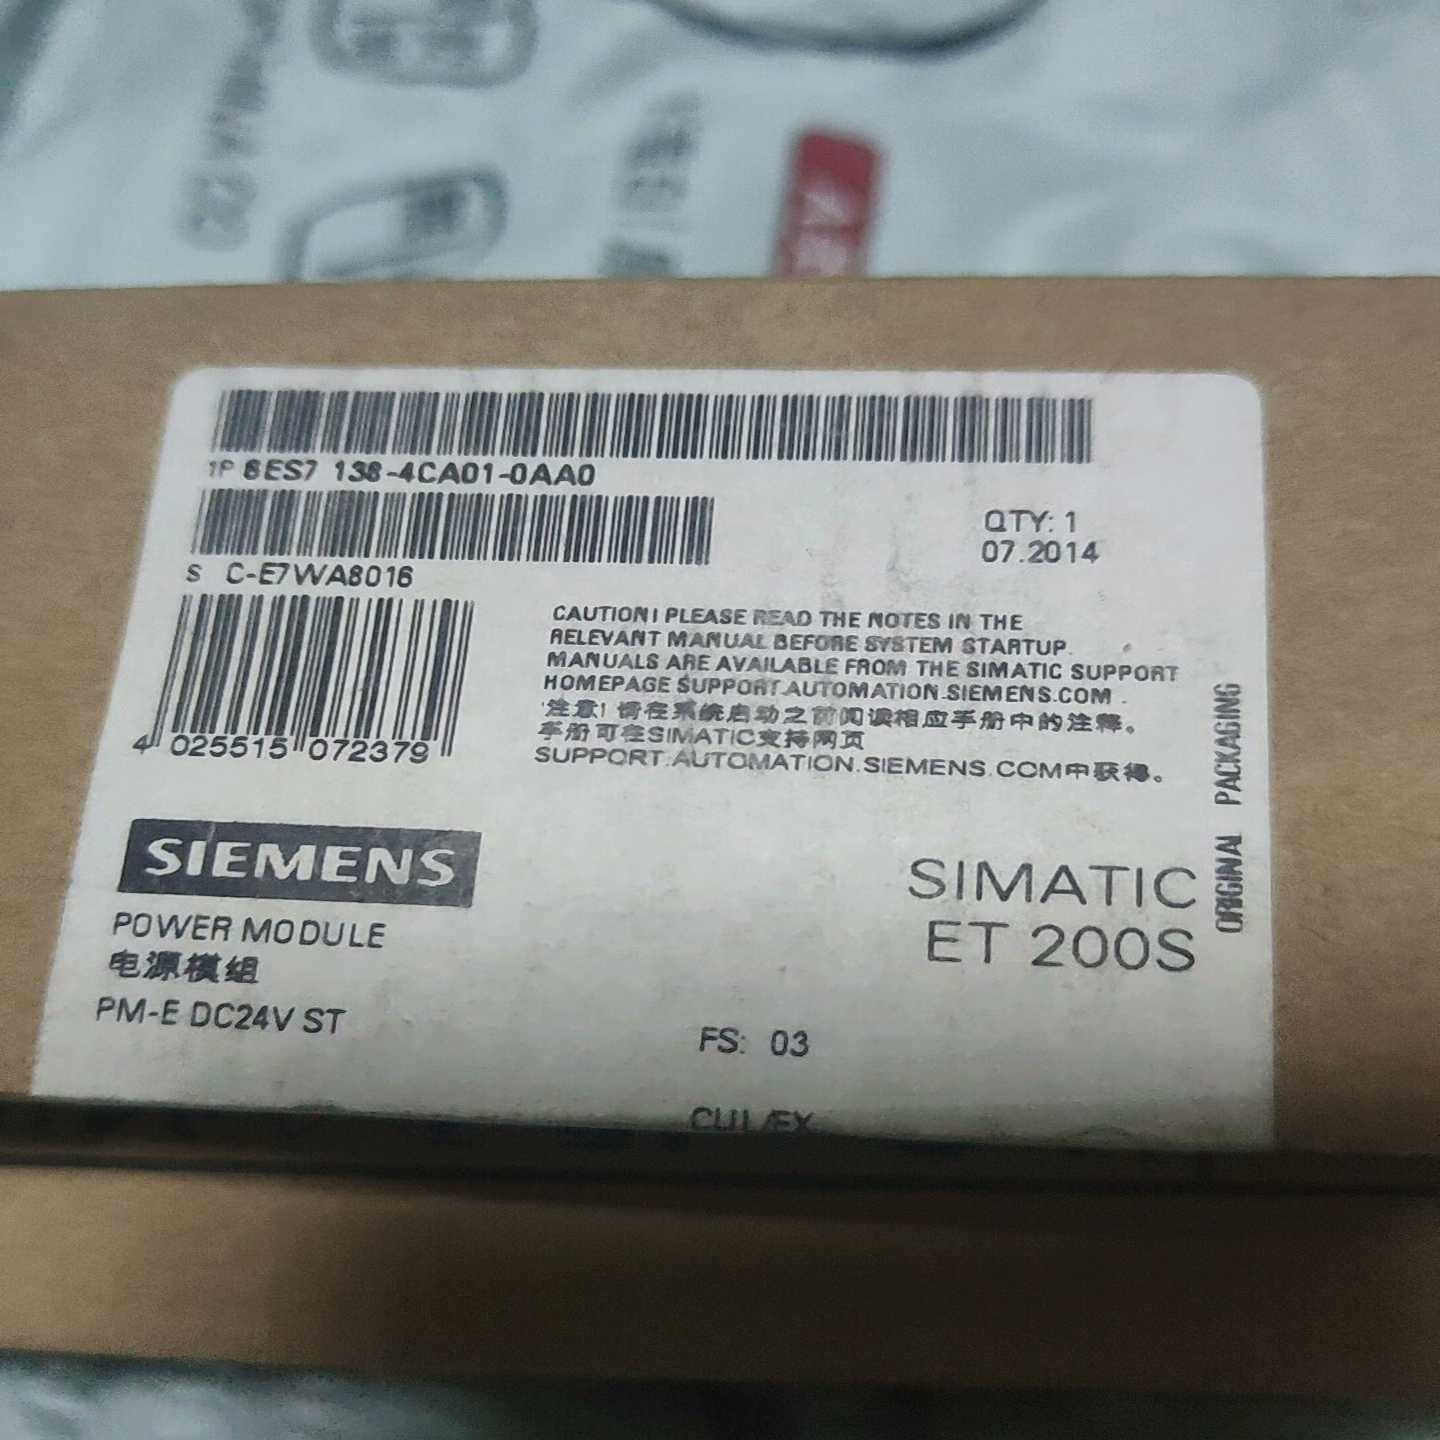 1P 6ES7 138-4CA01-0AA0
S C-E7WA8016
QTY: 1
07.2014
4 025515 072379
CAUTION! PLEASE READ THE NOTES IN THE
RELEVANT MANUAL BEFORE SYSTEM STARTUP.
MANUALS ARE AVAILABLE FROM THE SIMATIC SUPPORT
HOMEPAGE SUPPORT.AUTOMATION.SIEMENS.COM .
注意! 请在系统启动之前阅读相应手册中的注释。
手册可在SIMATIC支持网页
SUPPORT.AUTOMATION.SIEMENS.COM中获得。
ORIGINAL PACKAGING
SIEMENS
SIMATIC
ET 200S
POWER MODULE
电源模组
PM-E DC24V ST
FS: 03